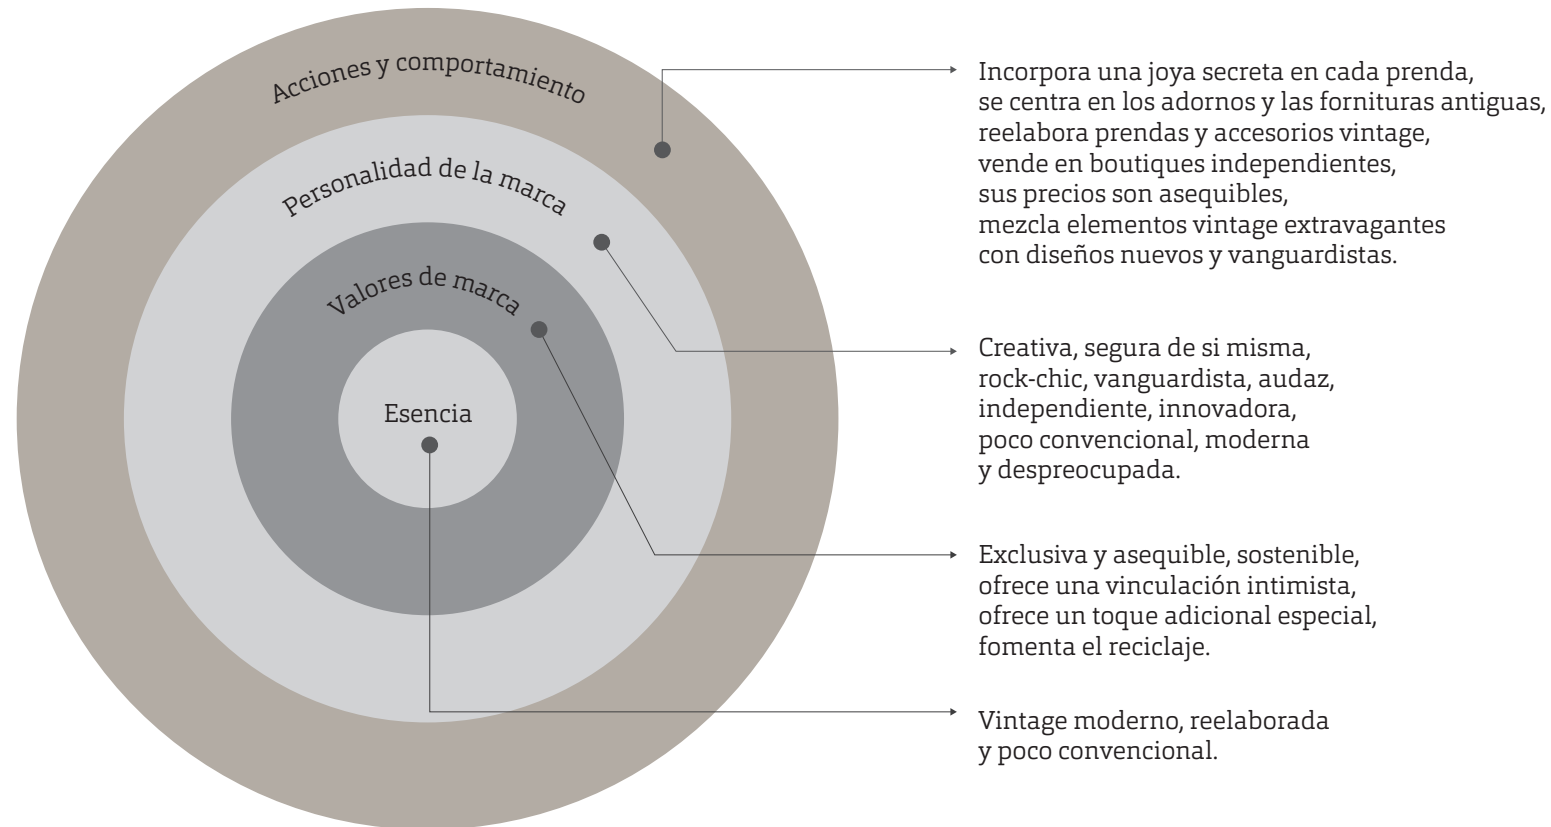 Acciones y comportamiento
Personalidad de la marca
Valores de marca
Esencia
Incorpora una joya secreta en cada prenda,
se centra en los adornos y las fornituras antiguas,
reelabora prendas y accesorios vintage,
vende en boutiques independientes,
sus precios son asequibles,
mezcla elementos vintage extravagantes
con diseños nuevos y vanguardistas.
Creativa, segura de si misma,
rock-chic, vanguardista, audaz,
independiente, innovadora,
poco convencional, moderna
y despreocupada.
Exclusiva y asequible, sostenible,
ofrece una vinculación intimista,
ofrece un toque adicional especial,
fomenta el reciclaje.
Vintage moderno, reelaborada
y poco convencional.